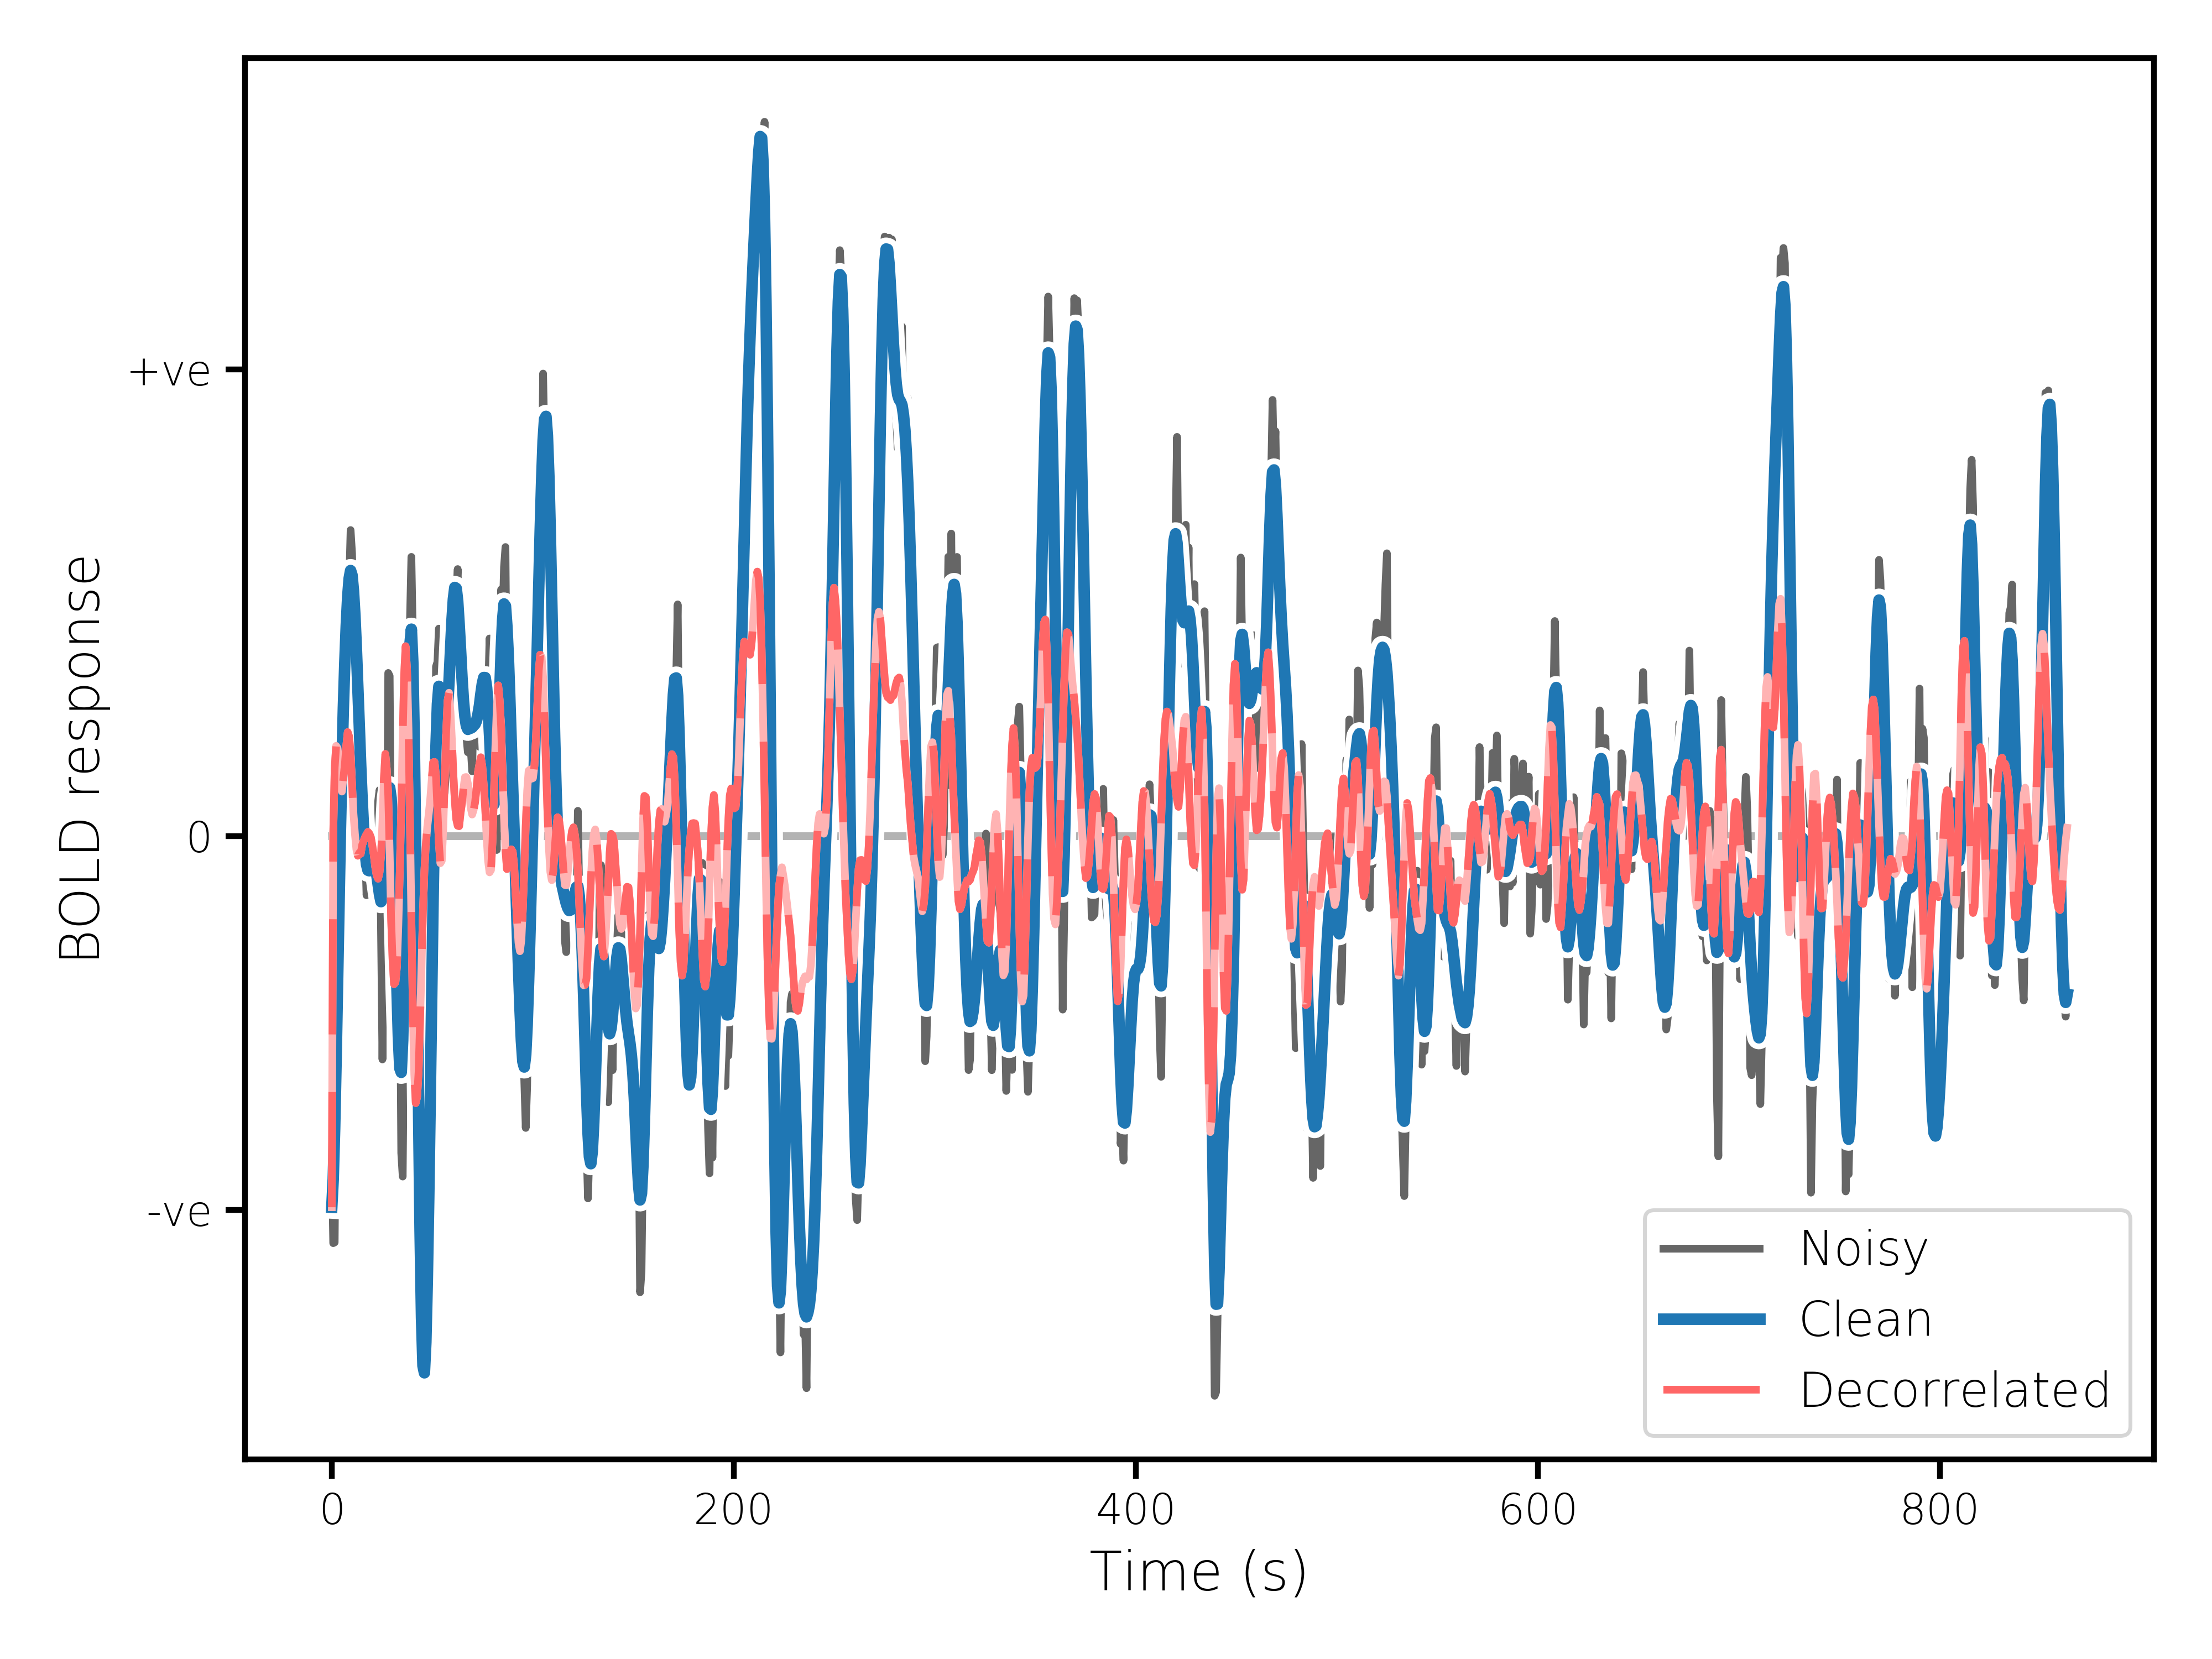 BOLD response
+ve
0
-ve
0 200 400 600 800
Time (s)
Noisy
Clean
Decorrelated